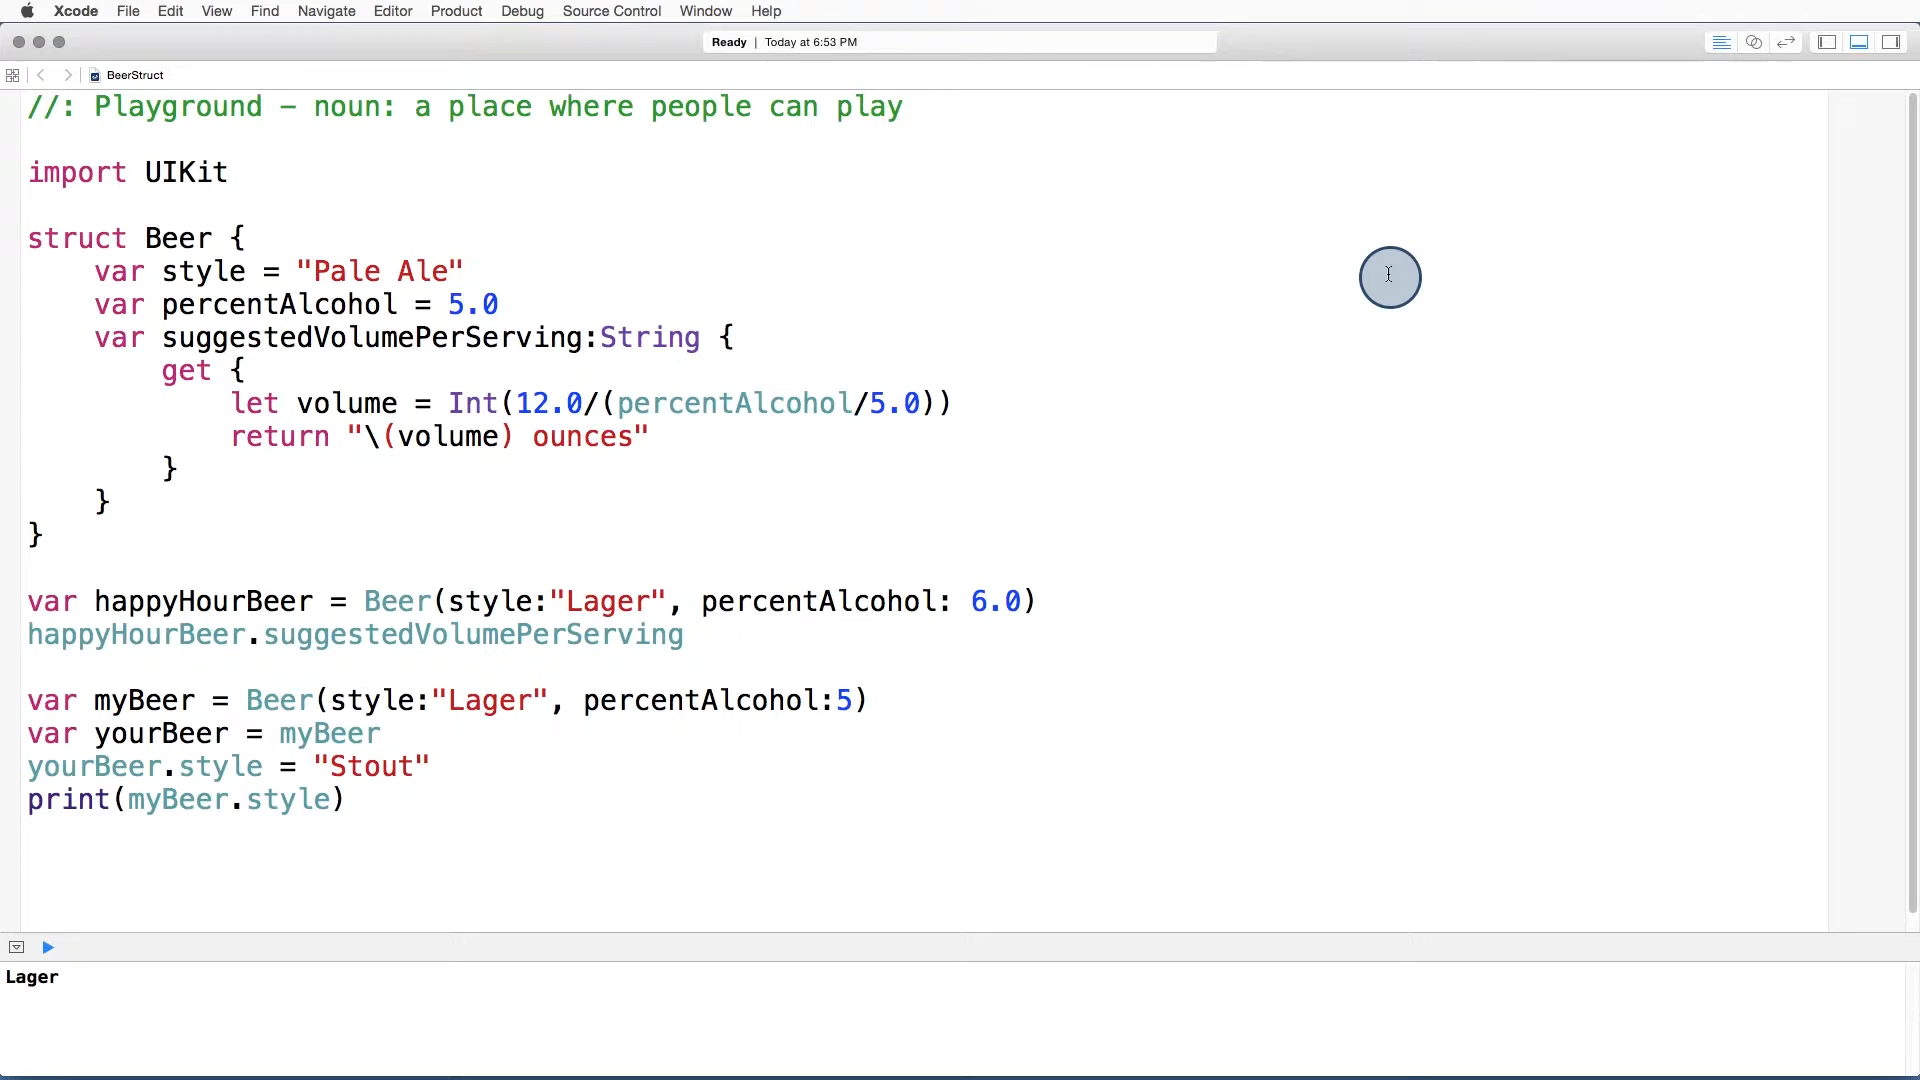 Xcode File Edit View Find Navigate Editor Product Debug Source Control Window Help
Ready | Today at 6:53 PM
BeerStruct
//: Playground – noun: a place where people can play
import UIKit
struct Beer {
    var style = "Pale Ale"
    var percentAlcohol = 5.0
    var suggestedVolumePerServing:String {
        get {
            let volume = Int(12.0/(percentAlcohol/5.0))
            return "\(volume) ounces"
        }
    }
}
var happyHourBeer = Beer(style:"Lager", percentAlcohol: 6.0)
happyHourBeer.suggestedVolumePerServing
var myBeer = Beer(style:"Lager", percentAlcohol:5)
var yourBeer = myBeer
yourBeer.style = "Stout"
print(myBeer.style)
Lager